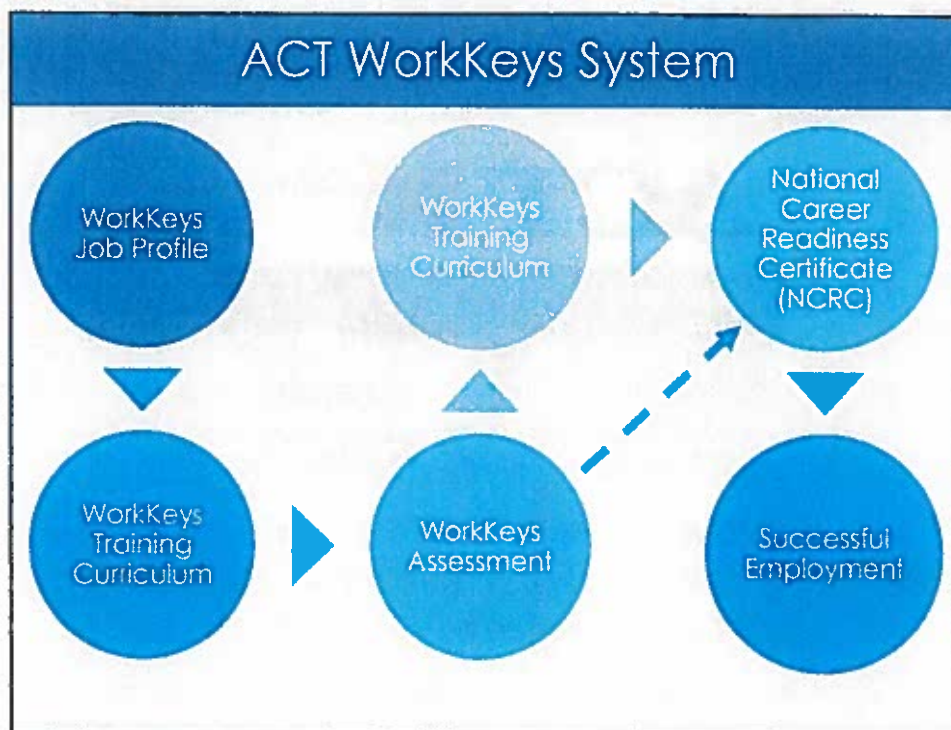 ACT WorkKeys System
WorkKeys
Job Profile
WorkKeys
Training
Curriculum
WorkKeys
Assessment
WorkKeys
Training
Curriculum
National
Career
Readiness
Certificate
(NCRC)
Successful
Employment